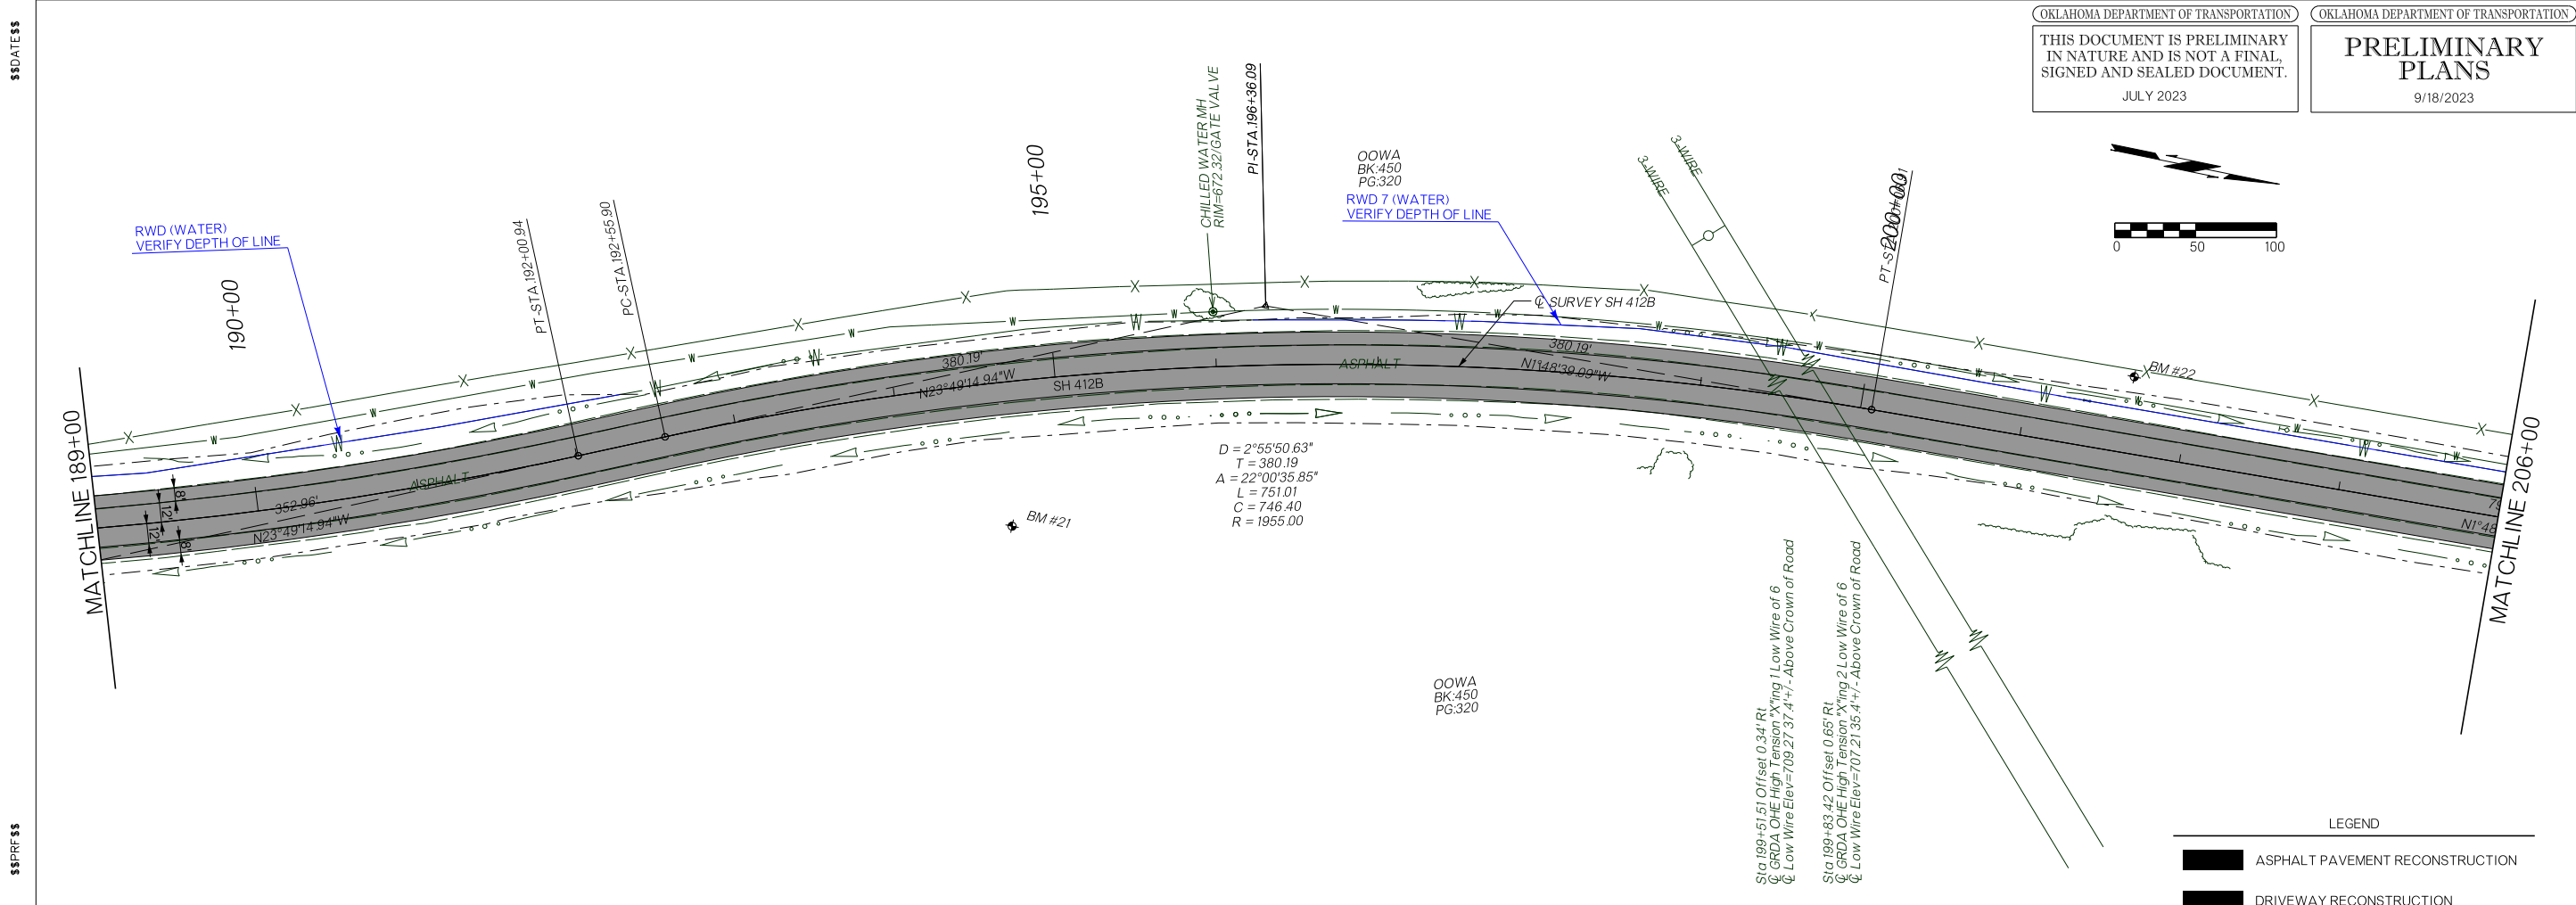 $$DATE$$
OKLAHOMA DEPARTMENT OF TRANSPORTATION
THIS DOCUMENT IS PRELIMINARY
IN NATURE AND IS NOT A FINAL,
SIGNED AND SEALED DOCUMENT.
JULY 2023
OKLAHOMA DEPARTMENT OF TRANSPORTATION
PRELIMINARY
PLANS
9/18/2023
0 50 100
RWD (WATER)
VERIFY DEPTH OF LINE
190+00
PT-STA.192+00.94
PC-STA.192+55.90
195+00
CHILLED WATER MH
RIM=672.32/GATE VALVE
PI-STA.196+36.09
OOWA
BK:450
PG:320
RWD 7 (WATER)
VERIFY DEPTH OF LINE
3-WIRE
3-WIRE
200+00
℄ SURVEY SH 412B
BM #22
MATCHLINE 189+00
8'
12'
12'
8'
352.96'
N23°49'14.94"W
ASPHALT
380.19'
N23°49'14.94"W
SH 412B
ASPHALT
380.19'
N1°48'39.09"W
N1°48
MATCHLINE 206+00
D = 2°55'50.63"
T = 380.19
A = 22°00'35.85"
L = 751.01
C = 746.40
R = 1955.00
BM #21
OOWA
BK:450
PG:320
Sta 199+51.51 Offset 0.34' Rt
℄ GRDA OHE High Tension "X"ing 1 Low Wire of 6
℄ Low Wire Elev=709.27 37.4'+/- Above Crown of Road
Sta 199+83.42 Offset 0.65' Rt
℄ GRDA OHE High Tension "X"ing 2 Low Wire of 6
℄ Low Wire Elev=707.21 35.4'+/- Above Crown of Road
LEGEND
ASPHALT PAVEMENT RECONSTRUCTION
DRIVEWAY RECONSTRUCTION
$$PRF$$